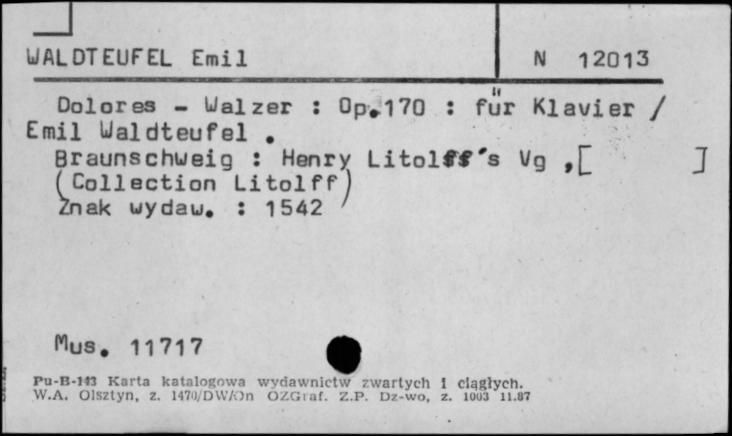 WALDTEUFEL Emil N 12013
Dolores - Walzer : Op.170 : für Klavier /
Emil Waldteufel .
Braunschweig : Henry Litolff's Vg ,[ ]
(Collection Litolff)
Znak wydaw. : 1542
Mus. 11717
Pu-B-143 Karta katalogowa wydawnictw zwartych i ciągłych.
W.A. Olsztyn, z. 1470/DW/On OZGraf. Z.P. Dz-wo, z. 1003 11.87